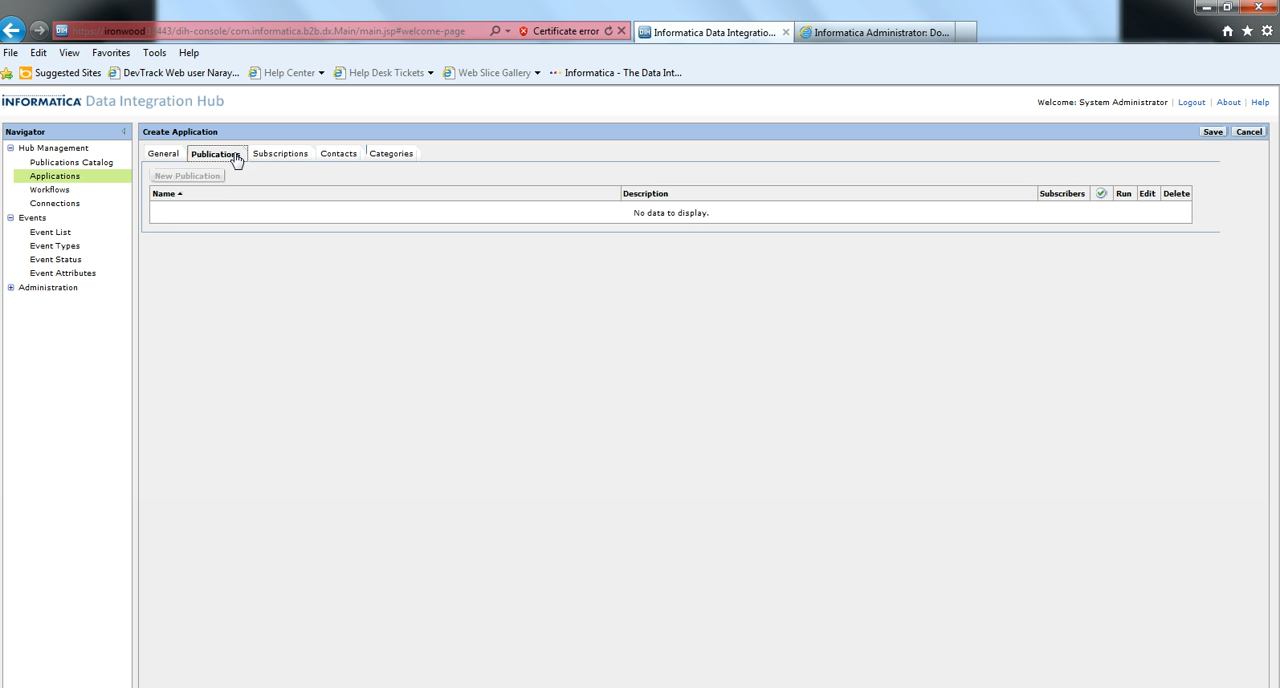 https://ironwood:8443/dih-console/com.informatica.b2b.dx.Main/main.jsp#welcome-page
Certificate error
Informatica Data Integratio...
Informatica Administrator: Do...
File Edit View Favorites Tools Help
Suggested Sites DevTrack Web user Naray... Help Center Help Desk Tickets Web Slice Gallery Informatica - The Data Int...
INFORMATICA Data Integration Hub
Welcome: System Administrator | Logout | About | Help
Navigator
Create Application
Save Cancel
Hub Management
Publications Catalog
Applications
Workflows
Connections
Events
Event List
Event Types
Event Status
Event Attributes
Administration
General Publications Subscriptions Contacts Categories
New Publication
Name Description Subscribers Run Edit Delete
No data to display.